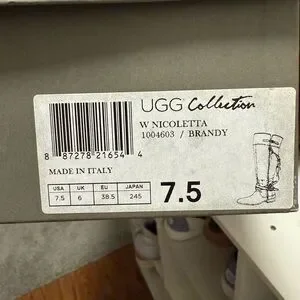 UGG Collection
W NICOLETTA
1004603 / BRANDY
8 87278 21654 4
MADE IN ITALY
USA UK EU JAPAN
7.5 6 38.5 245
7.5